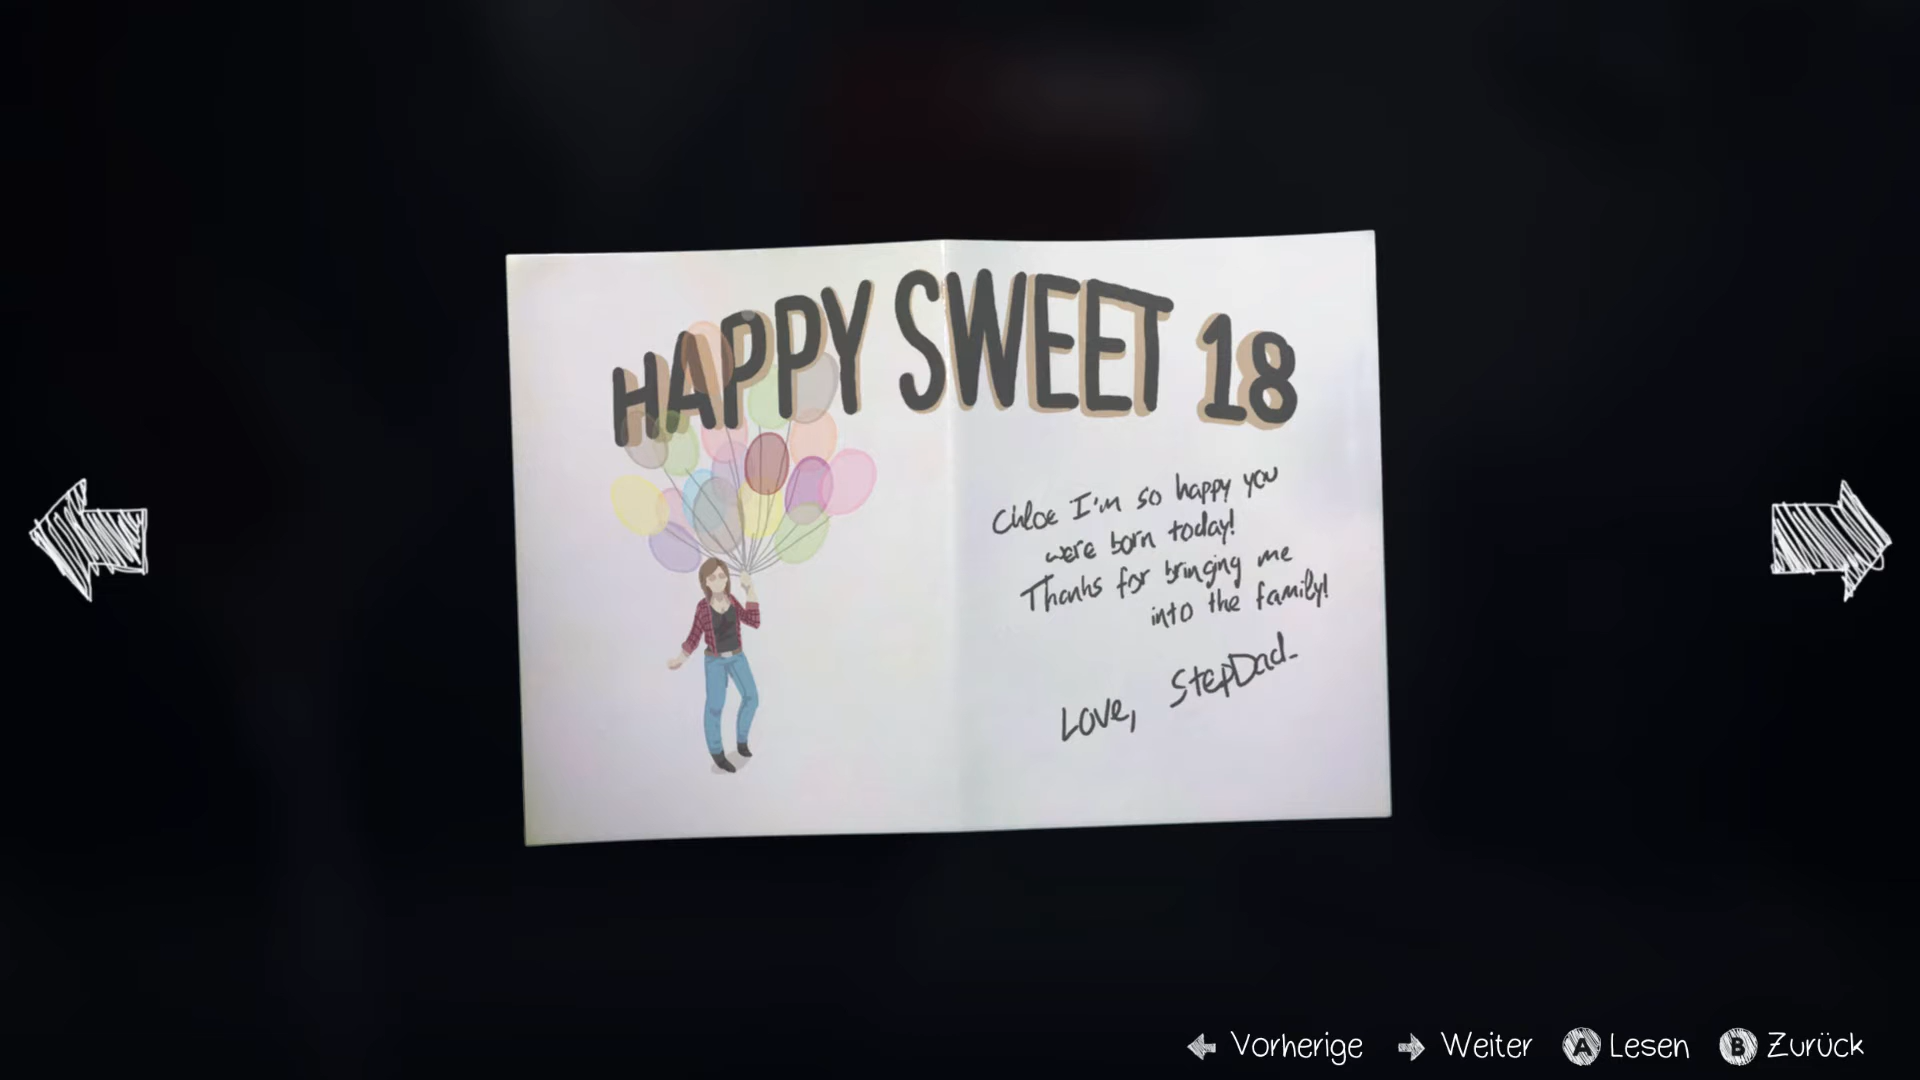 HAPPY SWEET 18
Chloe I'm so happy you
were born today!
Thanks for bringing me
into the family!
Love, StepDad-
Vorherige Weiter A Lesen B Zurück